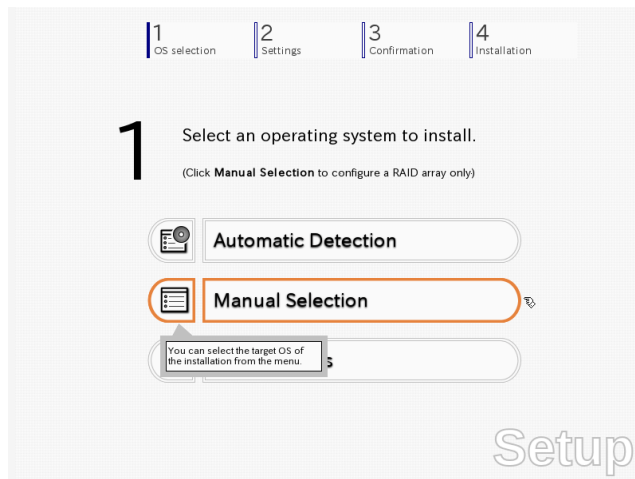 1
OS selection
2
Settings
3
Confirmation
4
Installation
1
Select an operating system to install.
(Click Manual Selection to configure a RAID array only)
Automatic Detection
Manual Selection
You can select the target OS of
the installation from the menu.
Setup